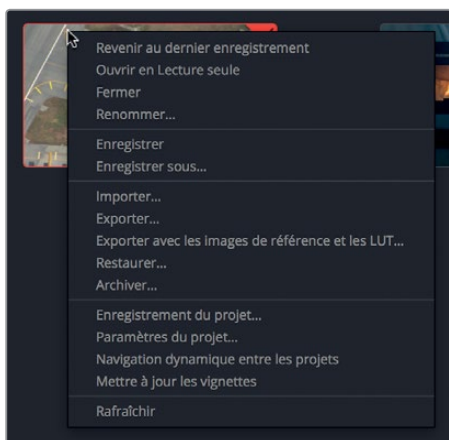 Revenir au dernier enregistrement
Ouvrir en Lecture seule
Fermer
Renommer...
Enregistrer
Enregistrer sous...
Importer...
Exporter...
Exporter avec les images de référence et les LUT...
Restaurer...
Archiver...
Enregistrement du projet...
Paramètres du projet...
Navigation dynamique entre les projets
Mettre à jour les vignettes
Rafraîchir